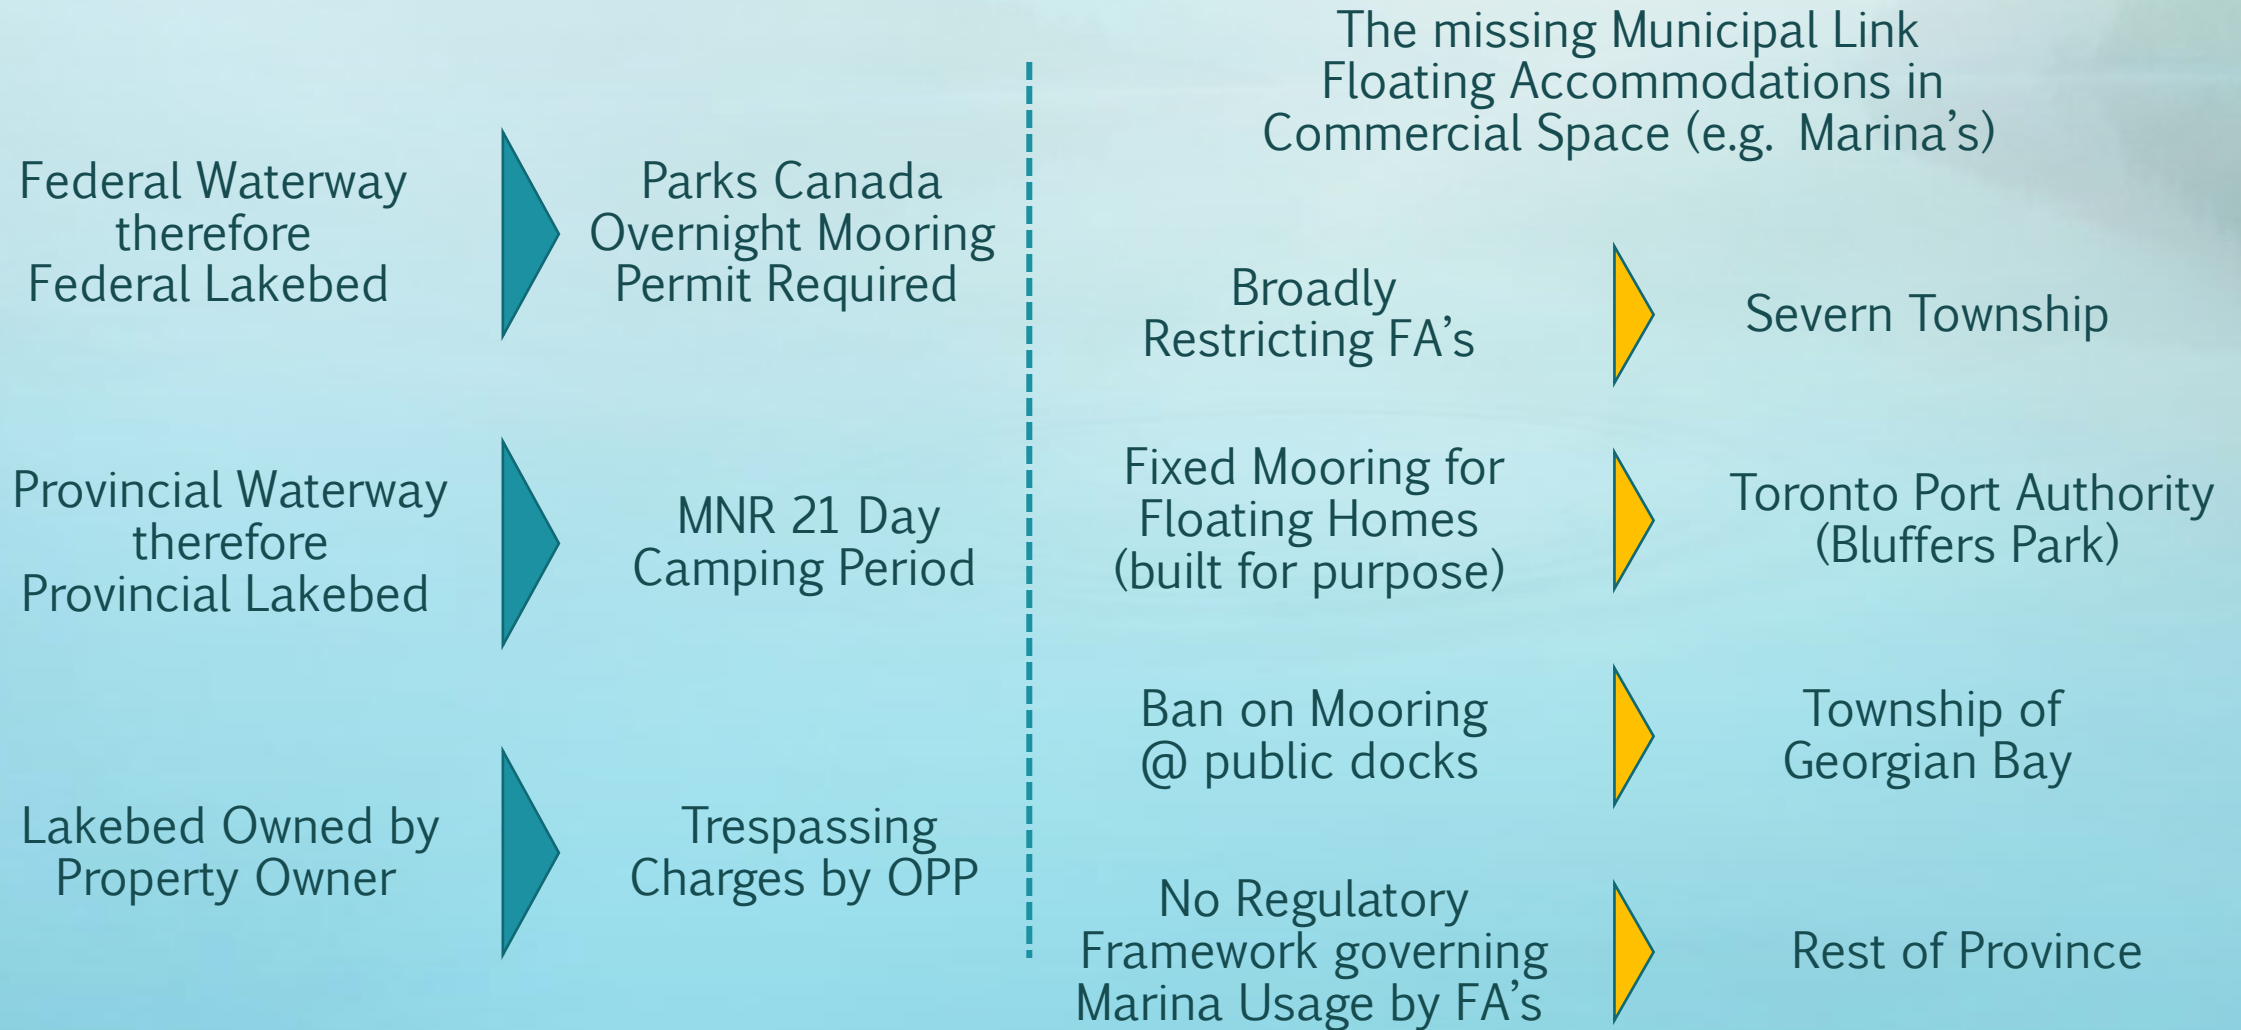 Federal Waterway
therefore
Federal Lakebed
Parks Canada
Overnight Mooring
Permit Required
Provincial Waterway
therefore
Provincial Lakebed
MNR 21 Day
Camping Period
Lakebed Owned by
Property Owner
Trespassing
Charges by OPP
The missing Municipal Link
Floating Accommodations in
Commercial Space (e.g. Marina’s)
Broadly
Restricting FA’s
Severn Township
Fixed Mooring for
Floating Homes
(built for purpose)
Toronto Port Authority
(Bluffers Park)
Ban on Mooring
@ public docks
Township of
Georgian Bay
No Regulatory
Framework governing
Marina Usage by FA’s
Rest of Province